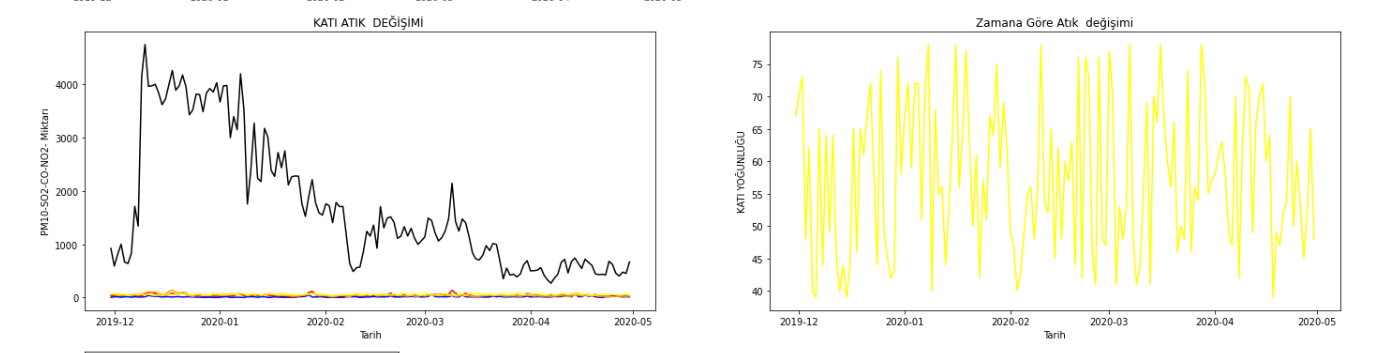 KATI ATIK  DEĞİŞİMİ
PM10-SO2-CO-NO2- Miktarı
4000
3000
2000
1000
0
2019-12 2020-01 2020-02 2020-03 2020-04 2020-05
Tarih
Zamana Göre Atık  değişimi
KATI YOĞUNLUĞU
75
70
65
60
55
50
45
40
2019-12 2020-01 2020-02 2020-03 2020-04 2020-05
Tarih